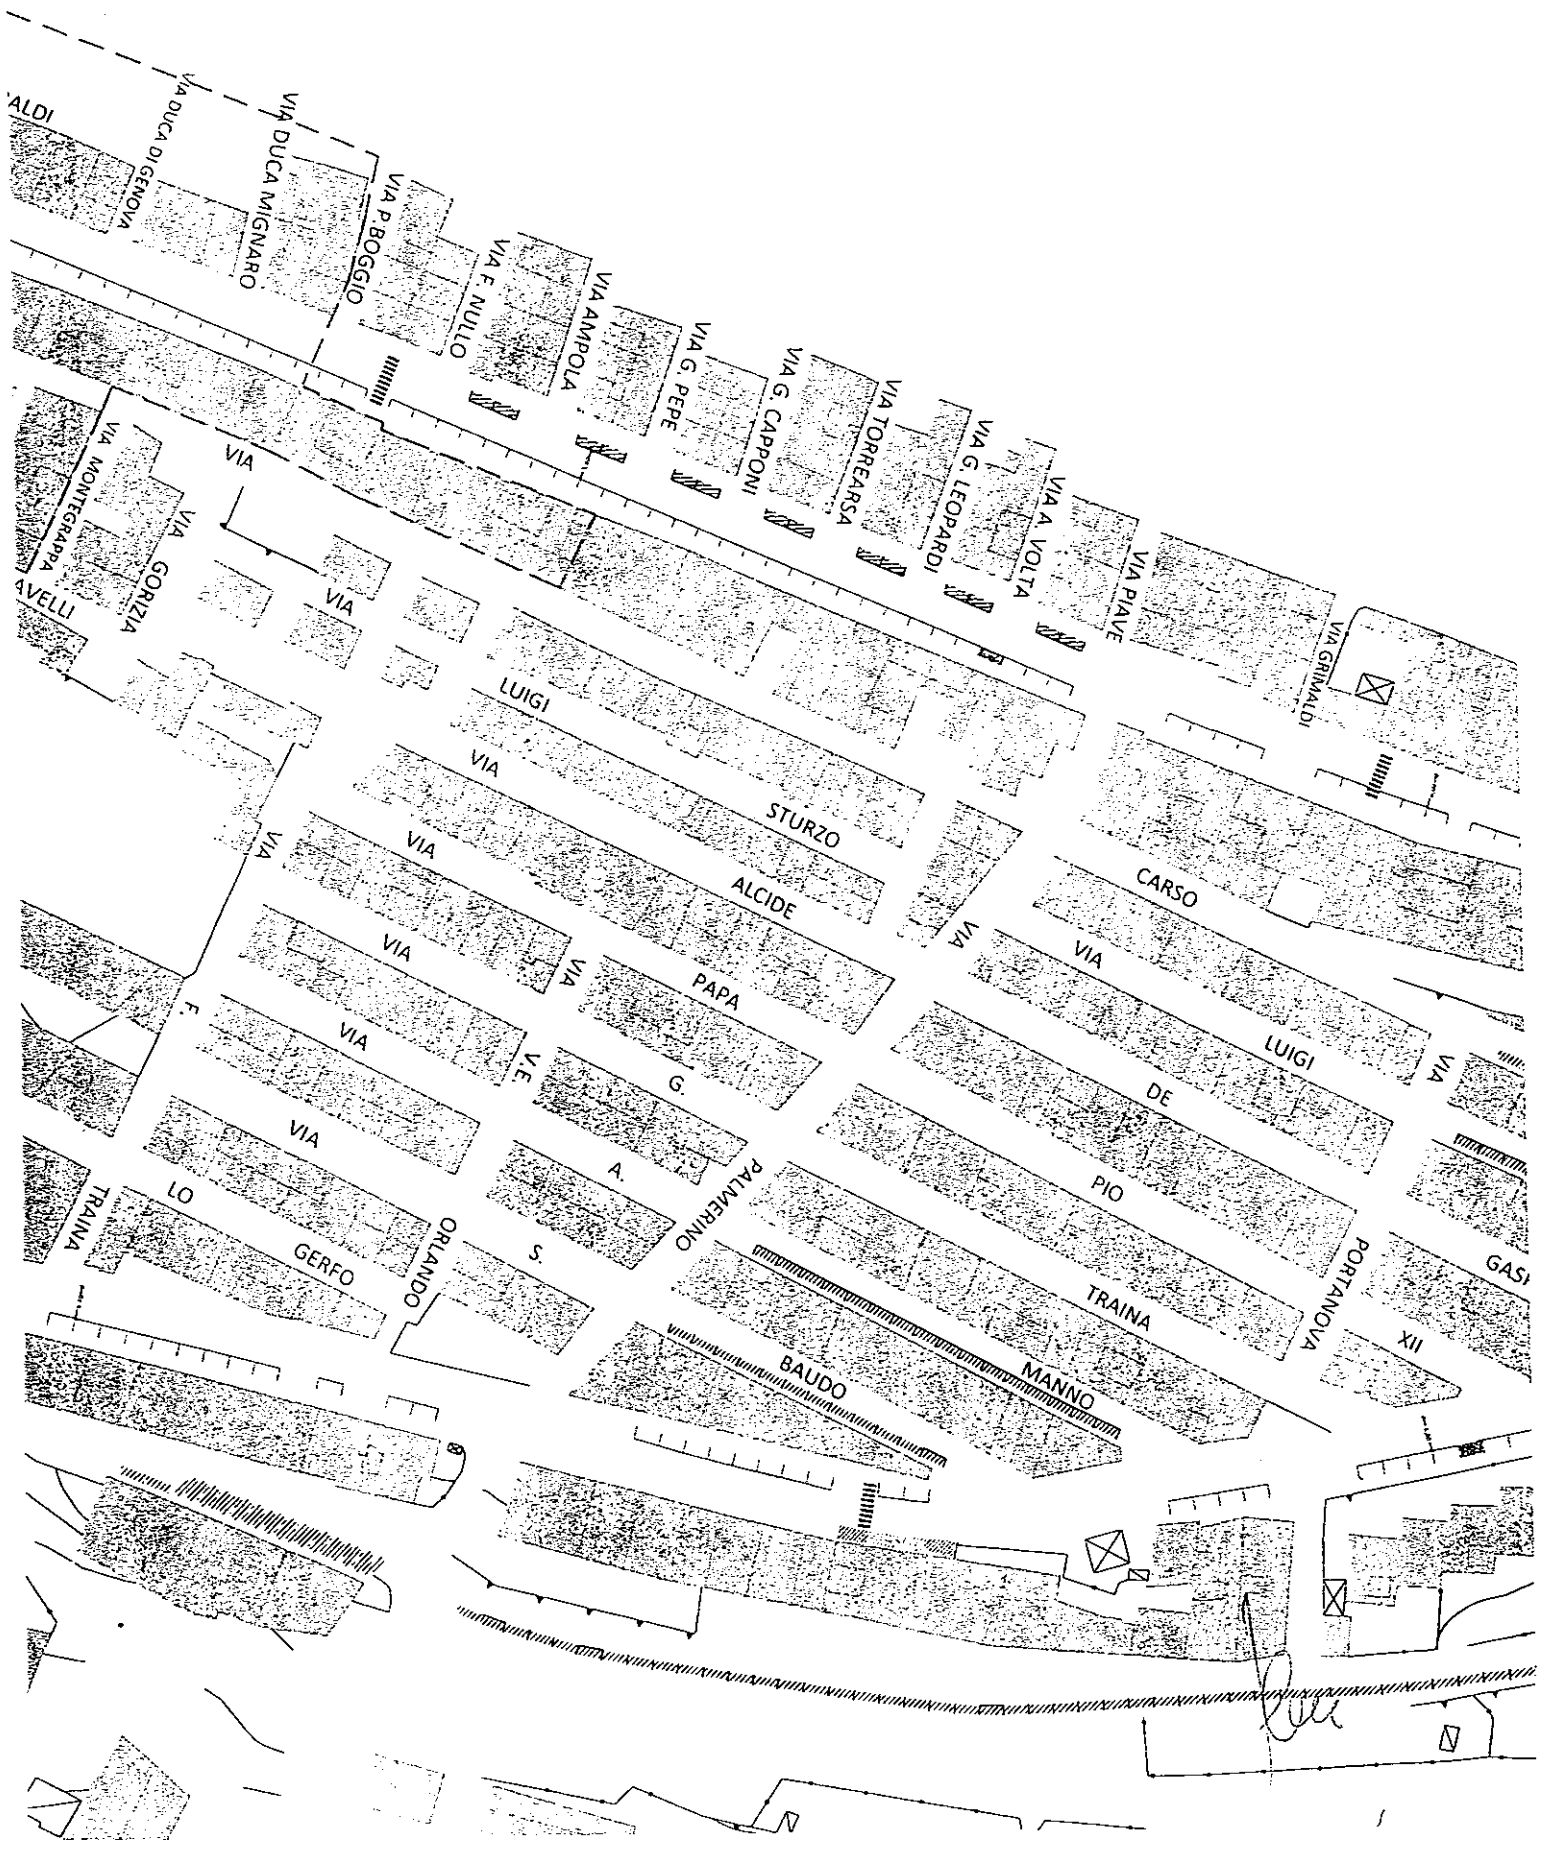 ALDI
VIA DUCA DI GENOVA
VIA DUCA MIGNARO
VIA P.BOGGIO
VIA F. NULLO
VIA AMPOLA
VIA G. PEPE
VIA G. CAPPONI
VIA TORREARSA
VIA G. LEOPARDI
VIA A. VOLTA
VIA PIAVE
VIA GRIMALDI
VIA MONTEGRAPPA
VIA GORIZIA
AVELLI
VIA
VIA
LUIGI
STURZO
VIA
ALCIDE
VIA
PAPA
VIA
VIA
VIA
VIA
CARSO
VIA
VIA
LUIGI
VIA
DE
GASP
PIO
XII
PORTANOVA
F.
TRAINA
VIA
V.E.
ORLANDO
G.
TRAINA
PALMERINO
A.
MANNO
VIA
S.
BAUDO
LO
GERFO